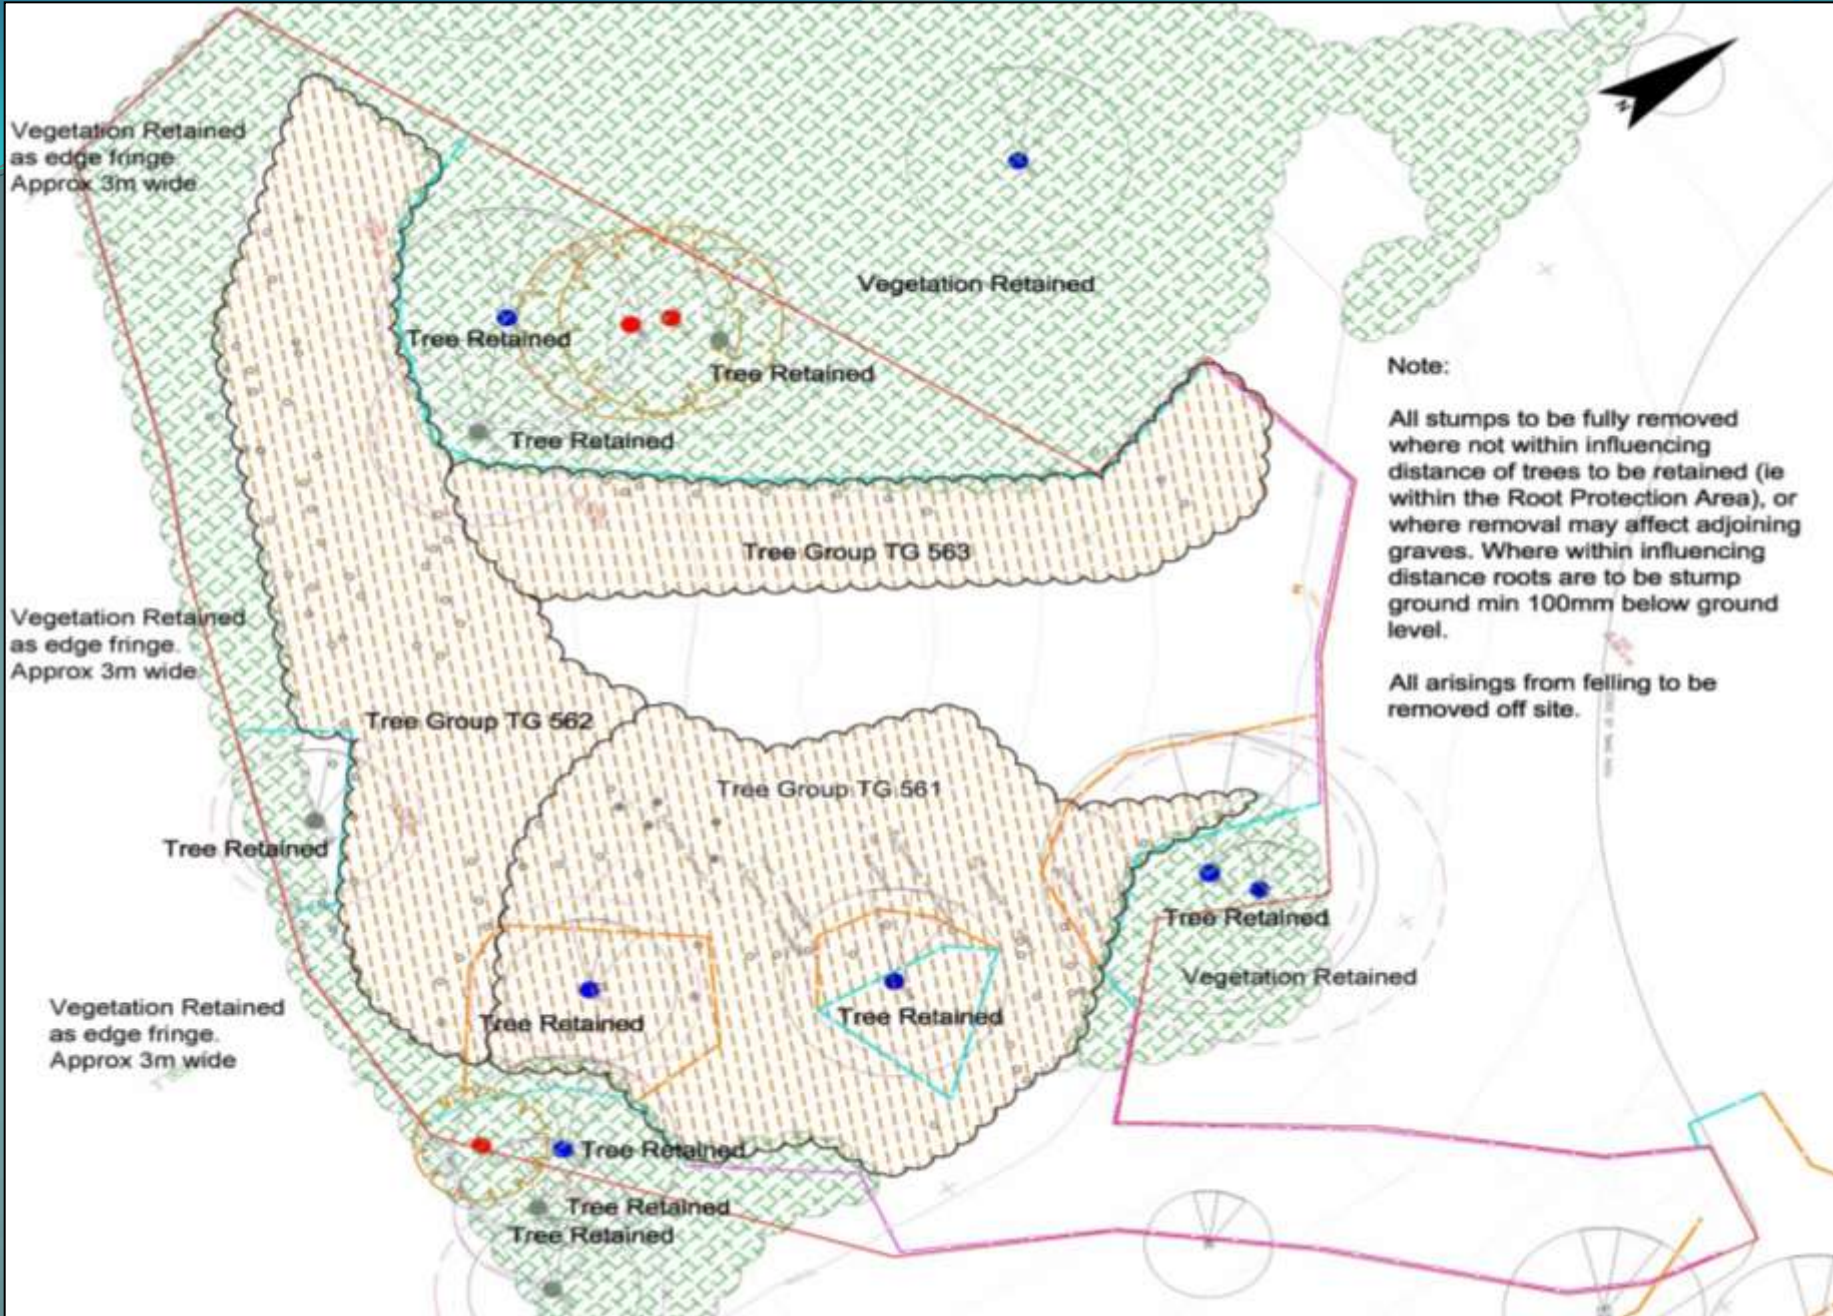 Vegetation Retained
as edge fringe.
Approx 3m wide
N
Vegetation Retained
Tree Retained
Tree Retained
Tree Retained
Note:
All stumps to be fully removed
where not within influencing
distance of trees to be retained (ie
within the Root Protection Area), or
where removal may affect adjoining
graves. Where within influencing
distance roots are to be stump
ground min 100mm below ground
level.
All arisings from felling to be
removed off site.
Tree Group TG 563
Vegetation Retained
as edge fringe.
Approx 3m wide
Tree Group TG 562
Tree Group TG 561
Tree Retained
Tree Retained
Vegetation Retained
Vegetation Retained
as edge fringe.
Approx 3m wide
Tree Retained
Tree Retained
Tree Retained
Tree Retained
Tree Retained